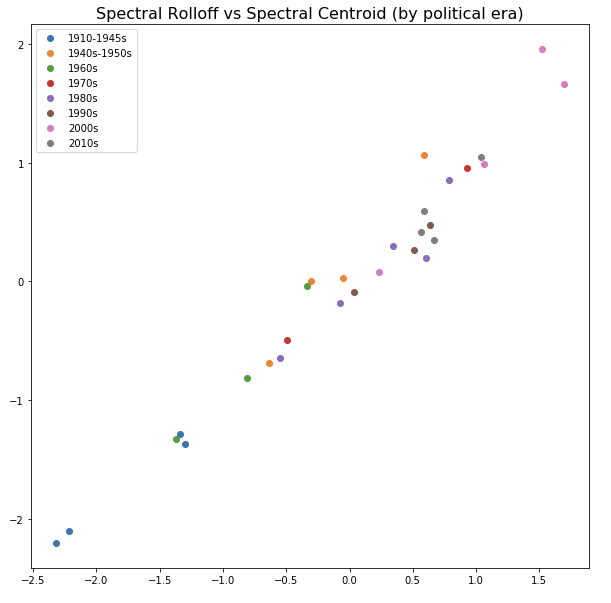 Spectral Rolloff vs Spectral Centroid (by political era)
1910-1945s
1940s-1950s
1960s
1970s
1980s
1990s
2000s
2010s
2
1
0
−1
−2
−2.5 −2.0 −1.5 −1.0 −0.5 0.0 0.5 1.0 1.5